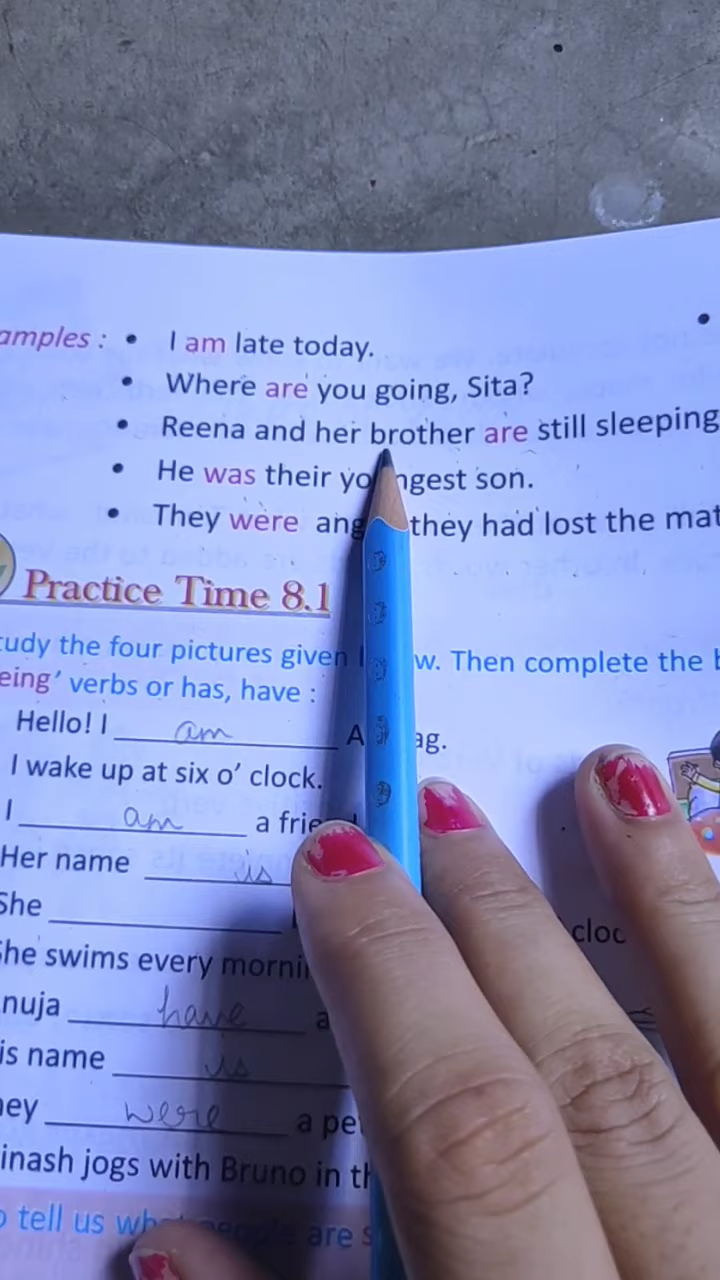 amples : • I am late today.
• Where are you going, Sita?
• Reena and her brother are still sleeping
• He was their yo ngest son.
• They were ang they had lost the mat
Practice Time 8.1
tudy the four pictures given w. Then complete the b
eing' verbs or has, have :
Hello! I am A ag.
I wake up at six o' clock.
I am a frie
Her name is
She
he swims every morni
nuja have a
is name is
ey were a pe
inash jogs with Bruno in th
tell us what people are s